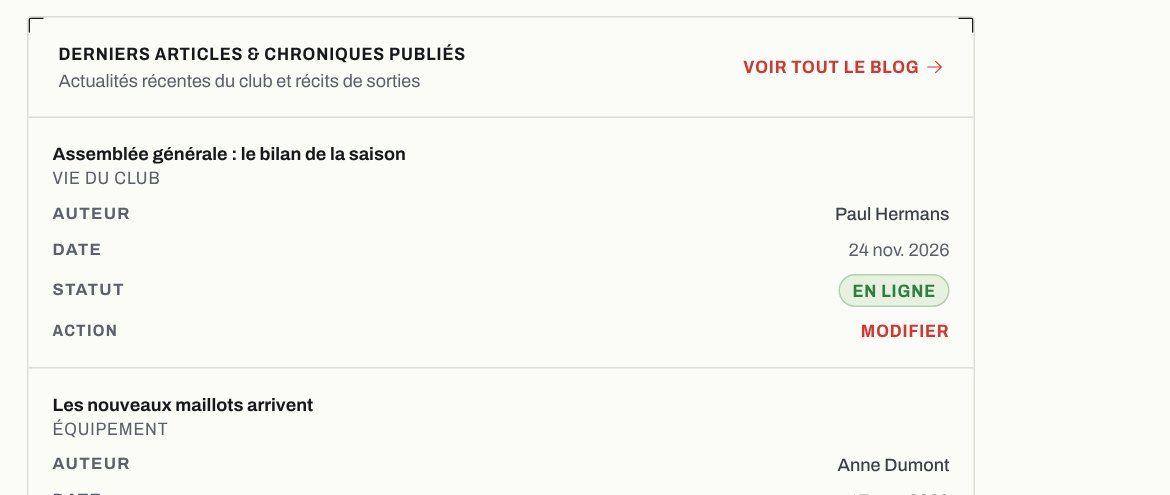 DERNIERS ARTICLES & CHRONIQUES PUBLIÉS
Actualités récentes du club et récits de sorties
VOIR TOUT LE BLOG →
Assemblée générale : le bilan de la saison
VIE DU CLUB
AUTEUR Paul Hermans
DATE 24 nov. 2026
STATUT EN LIGNE
ACTION MODIFIER
Les nouveaux maillots arrivent
ÉQUIPEMENT
AUTEUR Anne Dumont